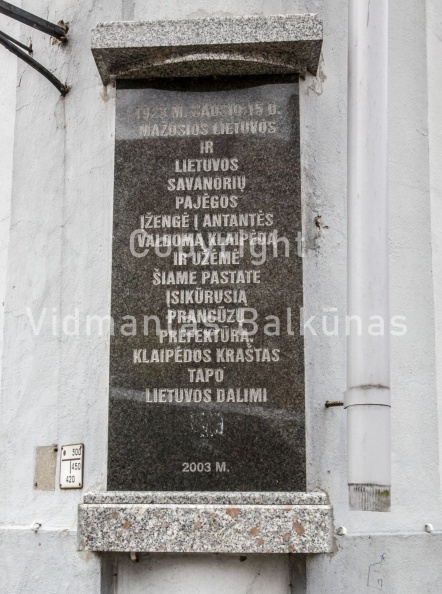 1923 M. SAUSIO 15 D.
MAŽOSIOS LIETUVOS
IR
LIETUVOS
SAVANORIŲ
PAJĖGOS
ĮŽENGĖ Į ANTANTĖS
VALDOMĄ KLAIPĖDĄ
IR UŽĖMĖ
ŠIAME PASTATE
ĮSIKŪRUSIĄ
PRANCŪZŲ
PREFEKTŪRĄ.
KLAIPĖDOS KRAŠTAS
TAPO
LIETUVOS DALIMI
2003 M.
Copyright
Vidmantas Balkūnas
500
450
420